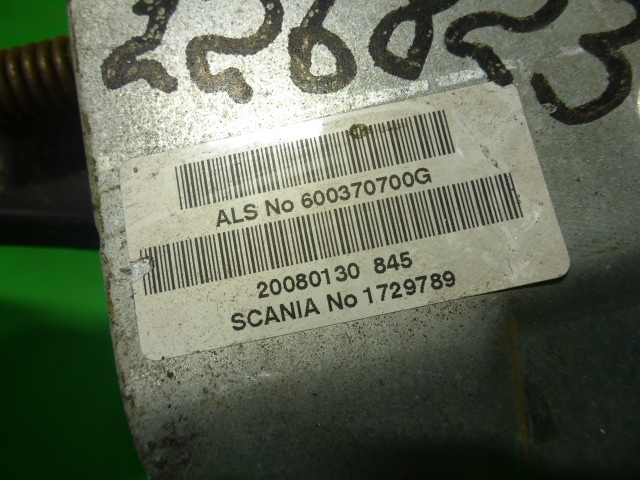 226823
ALS No 600370700G
20080130 845
SCANIA No 1729789